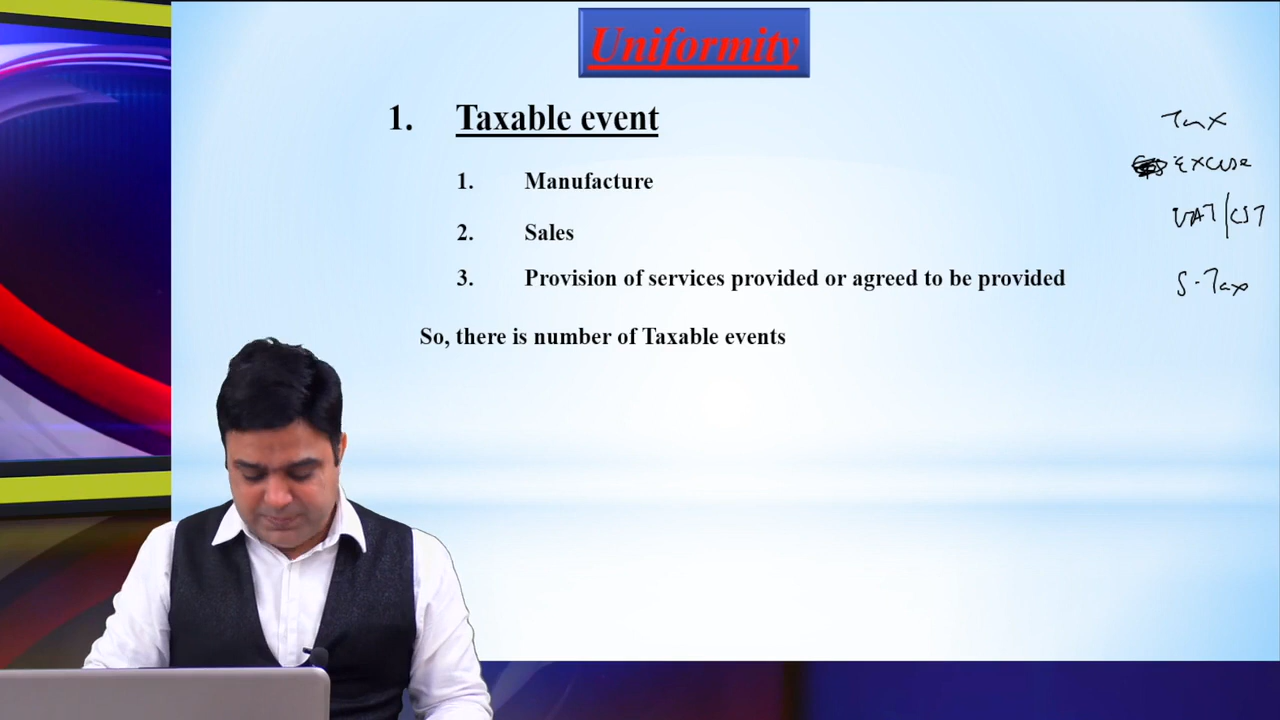 Uniformity
1. Taxable event
Tax
1. Manufacture
Excise
2. Sales
VAT/CST
3. Provision of services provided or agreed to be provided
S. Tax
So, there is number of Taxable events